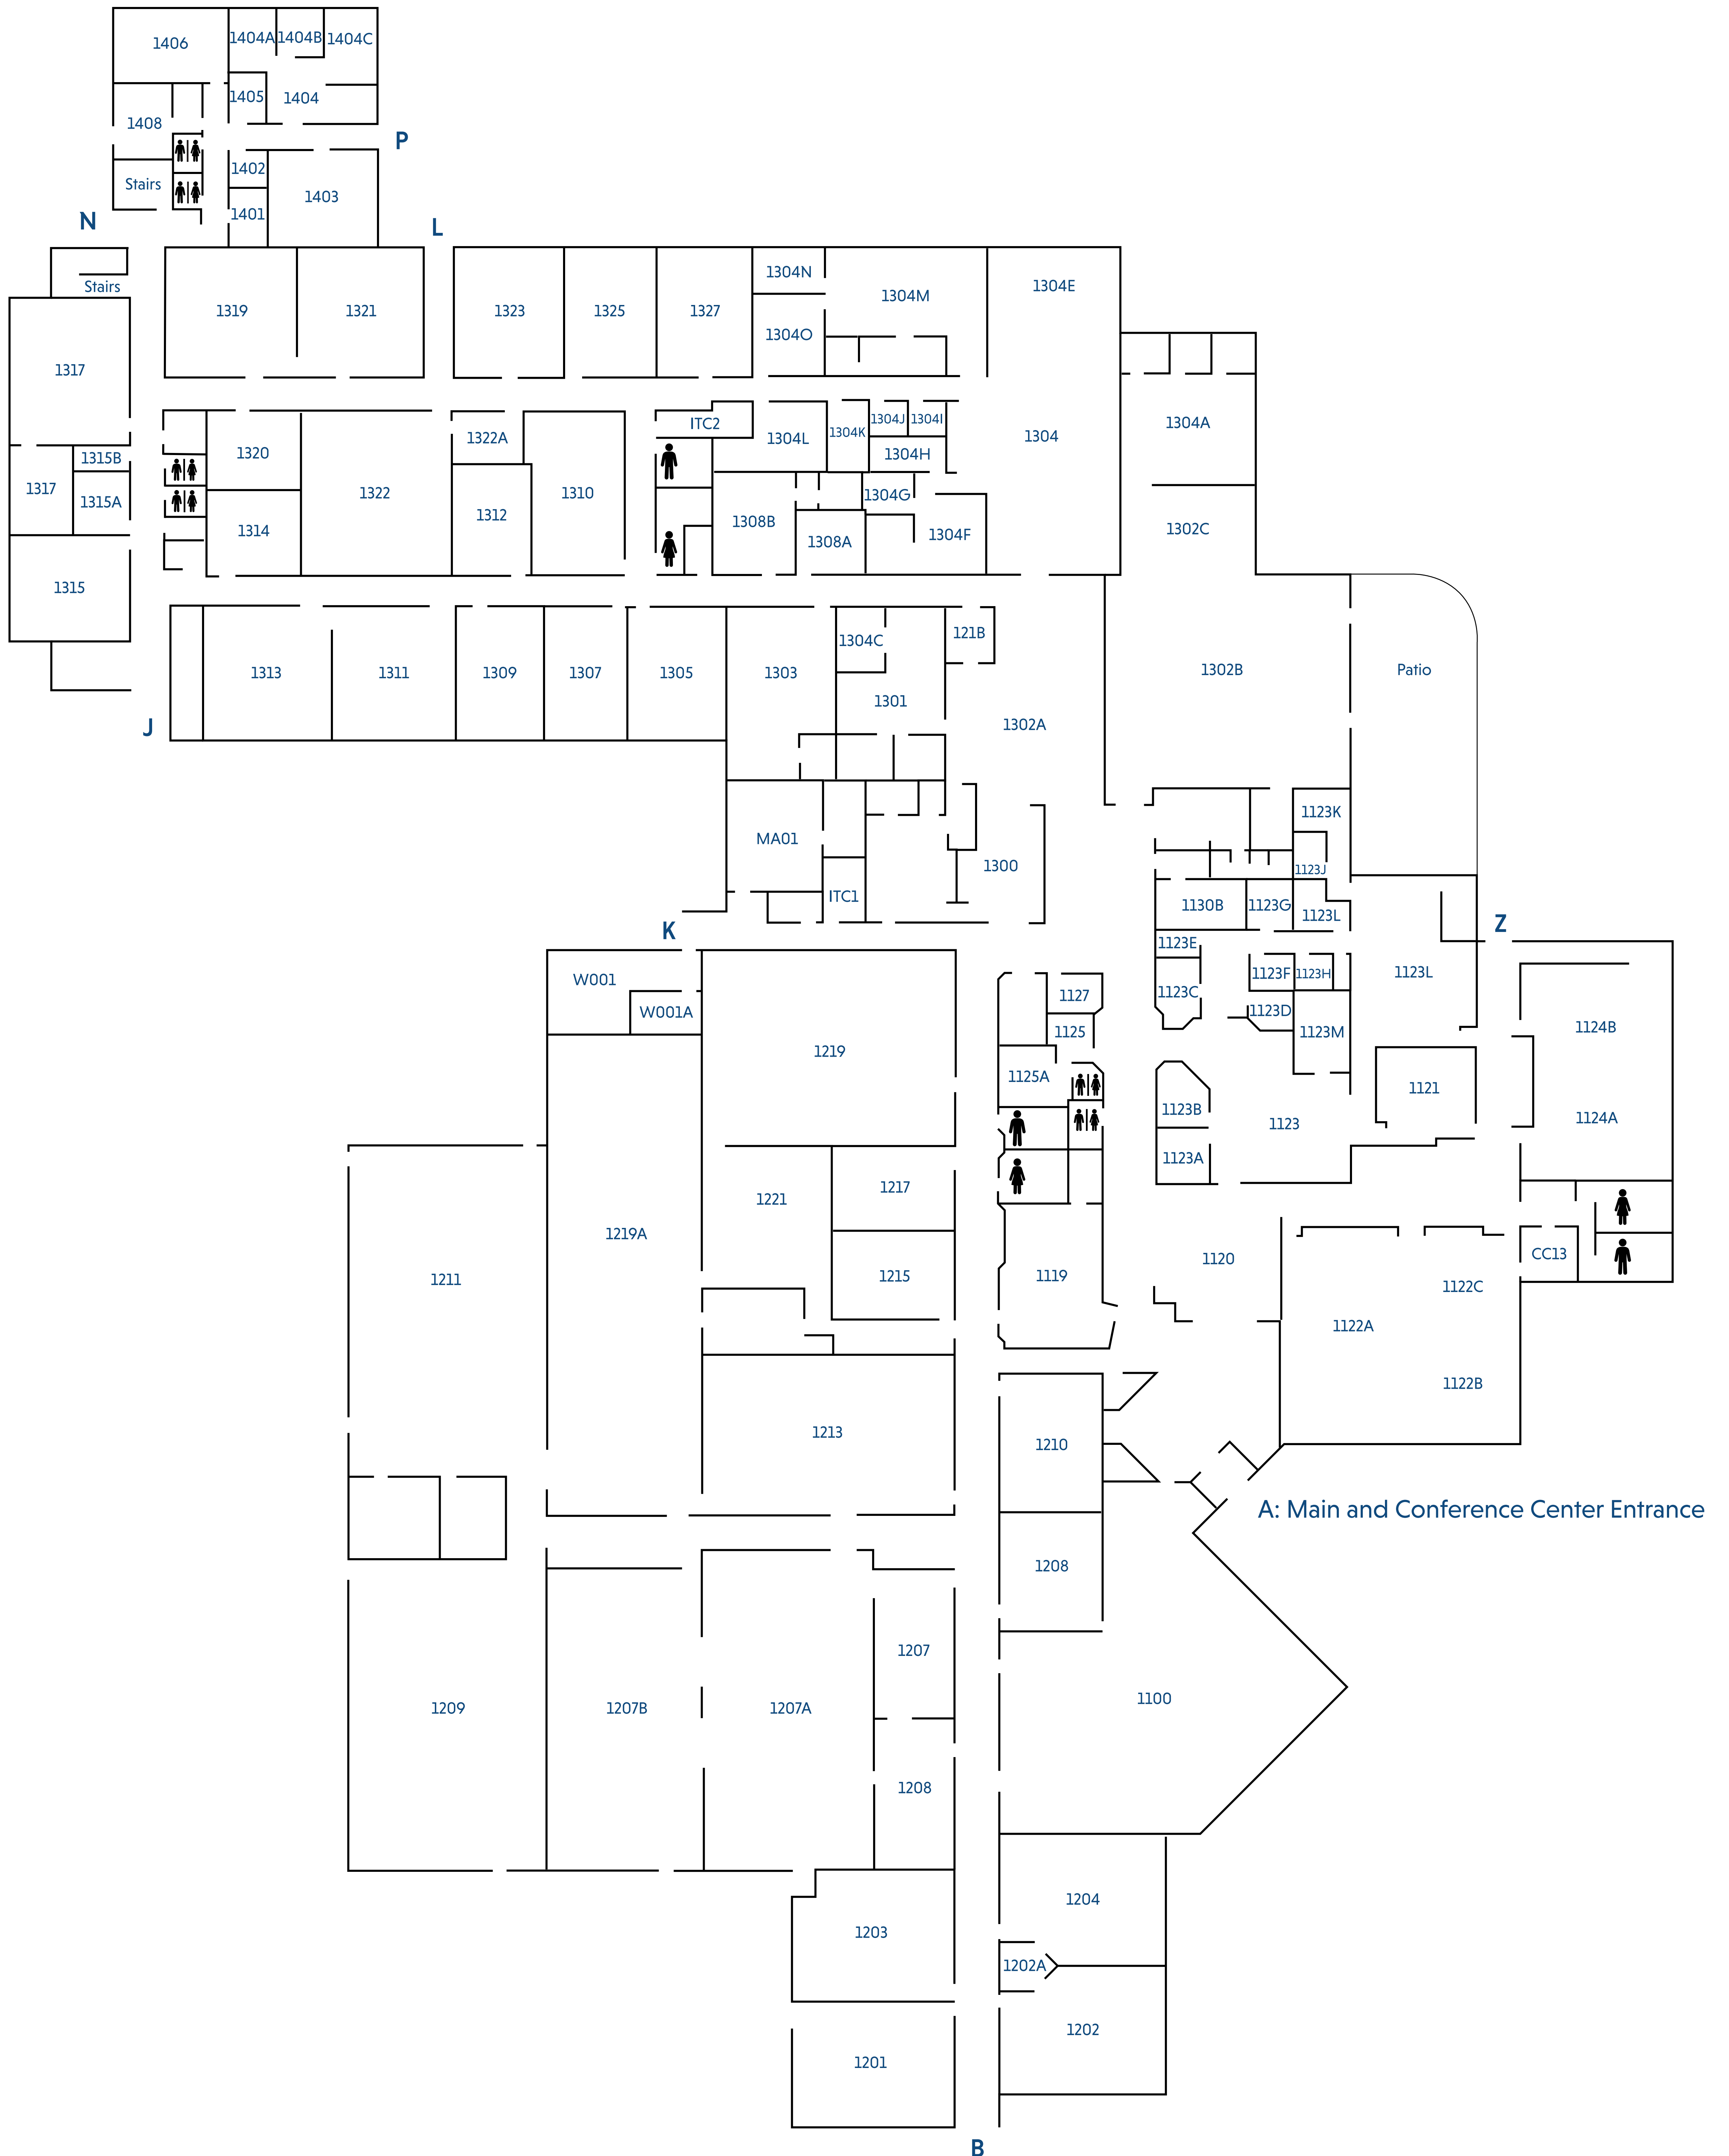 1406
1404A
1404B
1404C
1405
1404
1408
P
1402
Stairs
1403
1401
N
L
Stairs
1319
1321
1323
1325
1327
1304N
1304M
1304E
1304O
1317
1304A
ITC2
1304J
1304I
1322A
1304L
1304K
1304
1320
1304H
1315B
1317
1315A
1322
1310
1304G
1312
1308B
1314
1308A
1304F
1302C
1315
121B
1304C
1313
1311
1309
1307
1305
1303
1302B
Patio
1301
J
1302A
1123K
MA01
1300
1123J
ITC1
1130B
1123G
1123L
K
Z
1123E
W001
1123F
1123H
1123L
1123C
1127
W001A
1123D
1124B
1125
1123M
1219
1125A
1121
1123B
1124A
1123
1123A
1217
1221
1219A
CC13
1120
1211
1215
1119
1122C
1122A
1122B
1213
1210
A: Main and Conference Center Entrance
1208
1207
1100
1209
1207B
1207A
1208
1204
1203
1202A
1202
1201
B